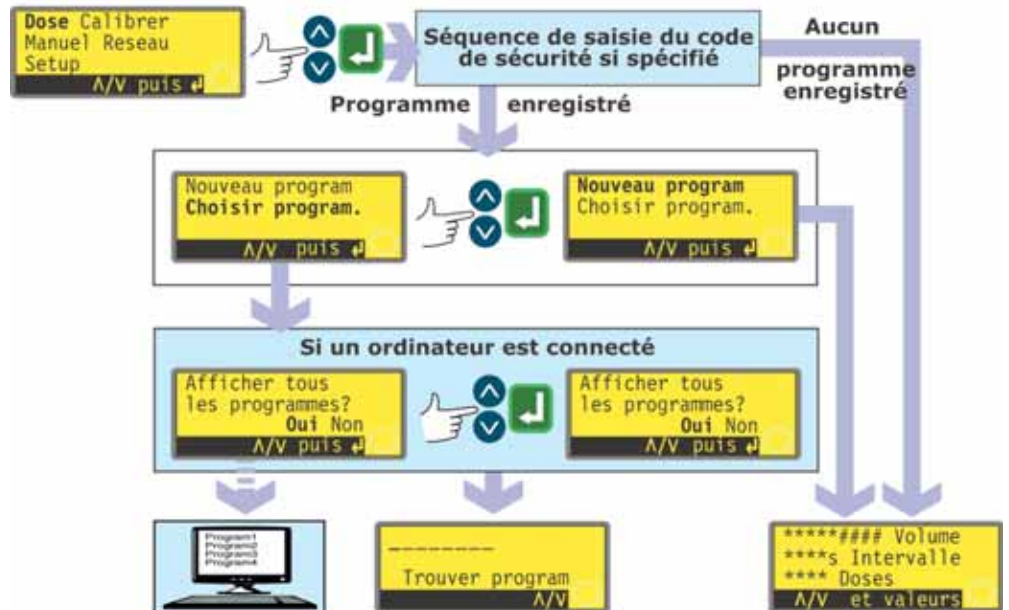 Dose Calibrer
Manuel Reseau
Setup
Λ/V puis ↲
Séquence de saisie du code
de sécurité si spécifié
Aucun
programme
enregistré
Programme enregistré
Nouveau program
Choisir program.
Λ/V puis ↲
Nouveau program
Choisir program.
Λ/V puis ↲
Si un ordinateur est connecté
Afficher tous
les programmes?
Oui Non
Λ/V puis ↲
Afficher tous
les programmes?
Oui Non
Λ/V puis ↲
Program1
Program2
Program3
Program4
--------
Trouver program
Λ/V
*****#### Volume
****s Intervalle
**** Doses
Λ/V et valeurs